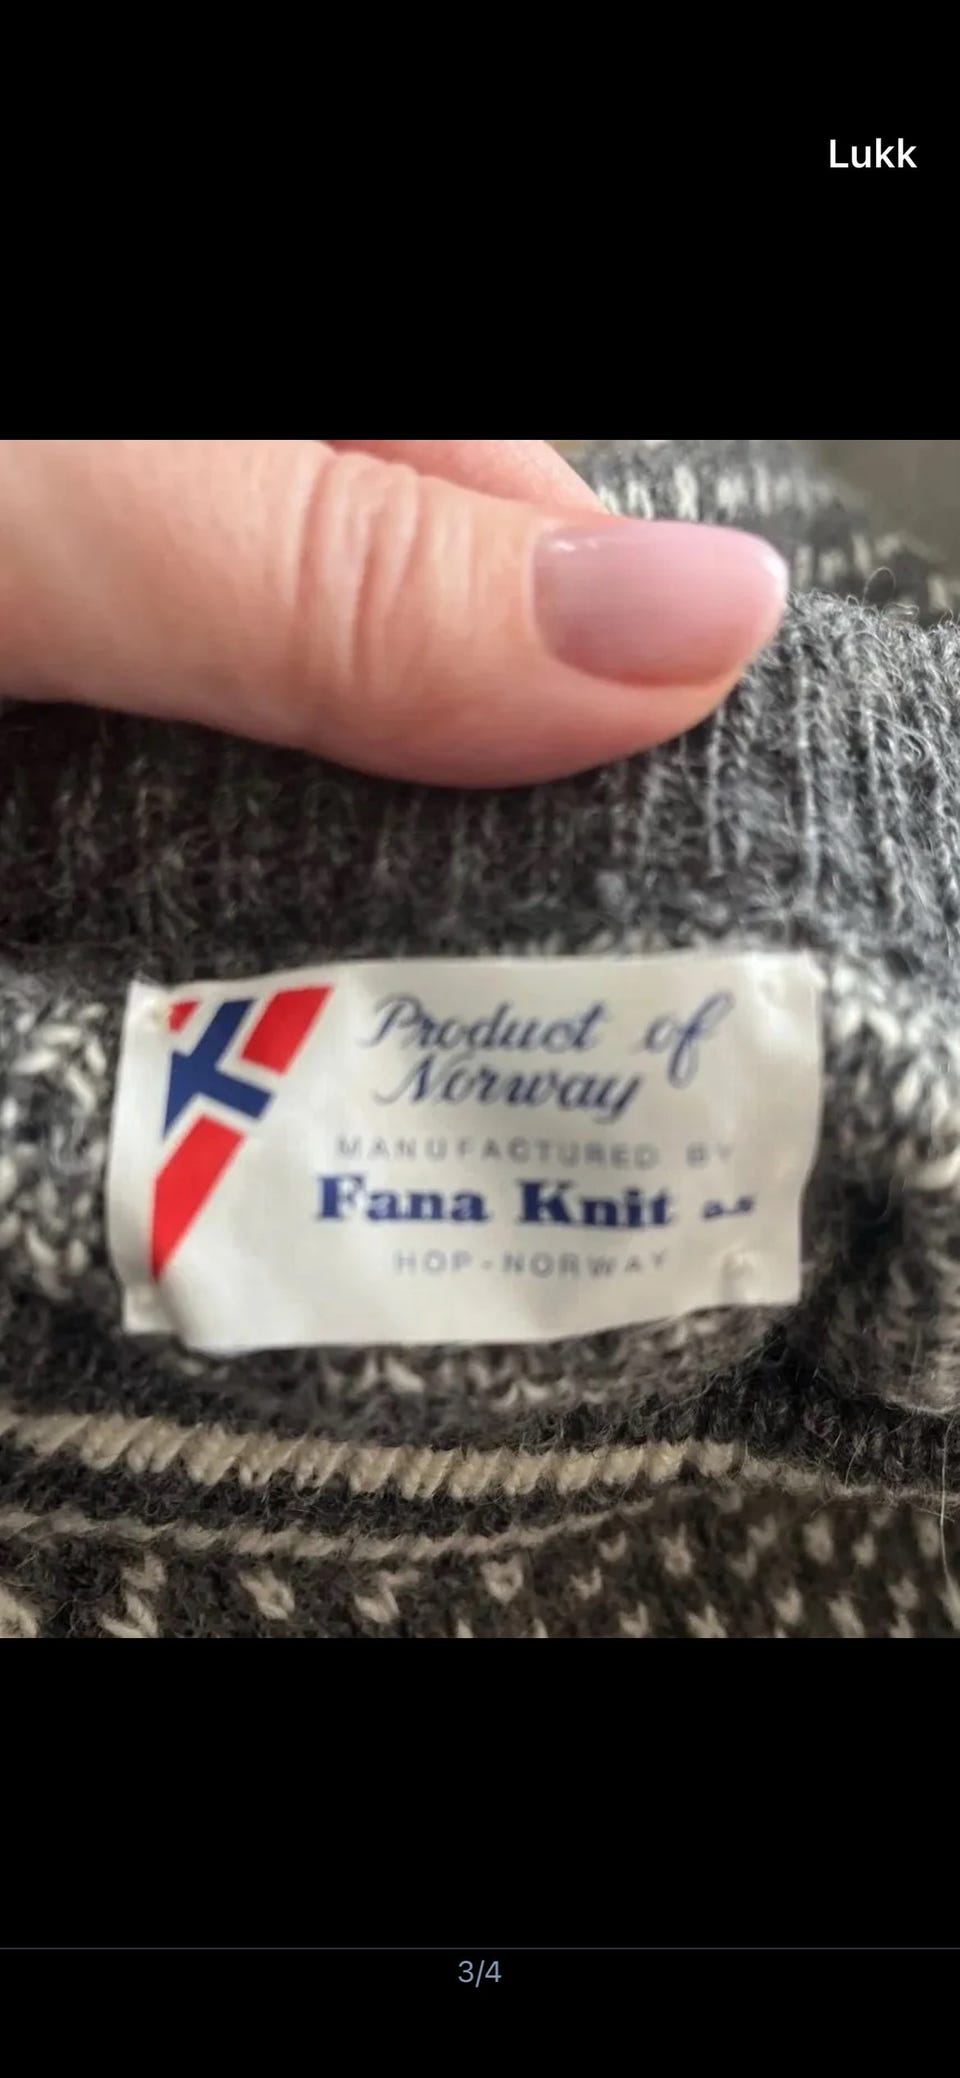 Lukk
Product of
Norway
MANUFACTURED BY
Fana Knit a.s
HOP-NORWAY
3/4